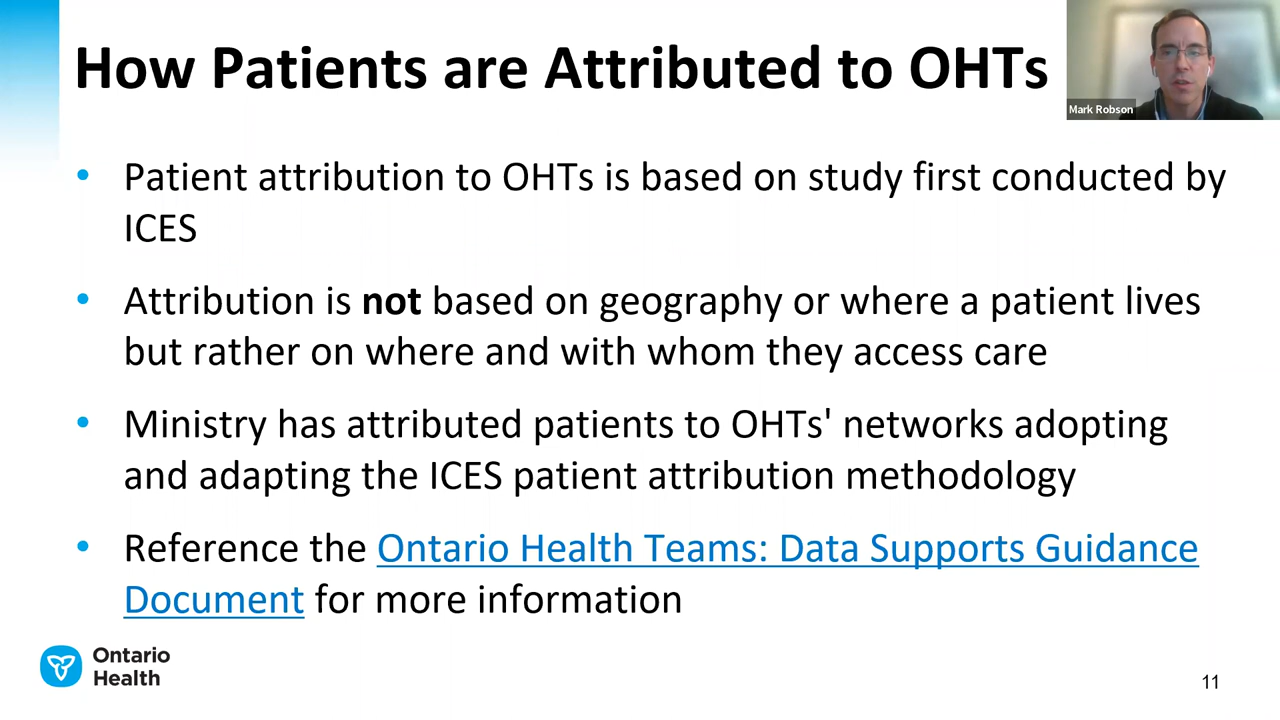 How Patients are Attributed to OHTs
Mark Robson
• Patient attribution to OHTs is based on study first conducted by
ICES
• Attribution is not based on geography or where a patient lives
but rather on where and with whom they access care
• Ministry has attributed patients to OHTs' networks adopting
and adapting the ICES patient attribution methodology
• Reference the Ontario Health Teams: Data Supports Guidance
Document for more information
Ontario
Health
11